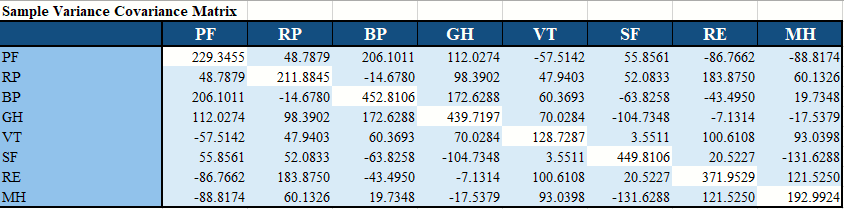 Sample Variance Covariance Matrix
PF RP BP GH VT SF RE MH
PF 229.3455 48.7879 206.1011 112.0274 -57.5142 55.8561 -86.7662 -88.8174
RP 48.7879 211.8845 -14.6780 98.3902 47.9403 52.0833 183.8750 60.1326
BP 206.1011 -14.6780 452.8106 172.6288 60.3693 -63.8258 -43.4950 19.7348
GH 112.0274 98.3902 172.6288 439.7197 70.0284 -104.7348 -7.1314 -17.5379
VT -57.5142 47.9403 60.3693 70.0284 128.7287 3.5511 100.6108 93.0398
SF 55.8561 52.0833 -63.8258 -104.7348 3.5511 449.8106 20.5227 -131.6288
RE -86.7662 183.8750 -43.4950 -7.1314 100.6108 20.5227 371.9529 121.5250
MH -88.8174 60.1326 19.7348 -17.5379 93.0398 -131.6288 121.5250 192.9924